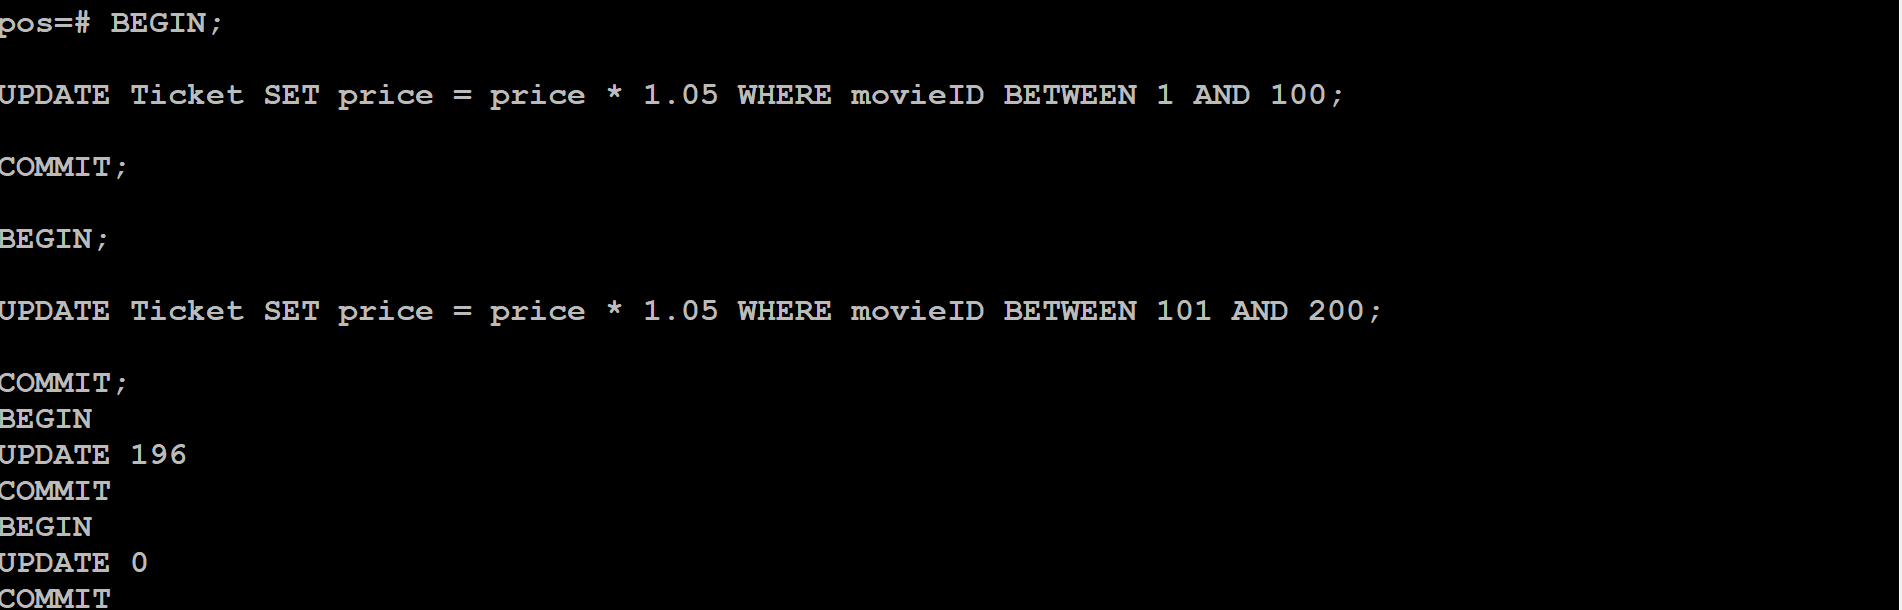 pos=# BEGIN;
UPDATE Ticket SET price = price * 1.05 WHERE movieID BETWEEN 1 AND 100;
COMMIT;
BEGIN;
UPDATE Ticket SET price = price * 1.05 WHERE movieID BETWEEN 101 AND 200;
COMMIT;
BEGIN
UPDATE 196
COMMIT
BEGIN
UPDATE 0
COMMIT